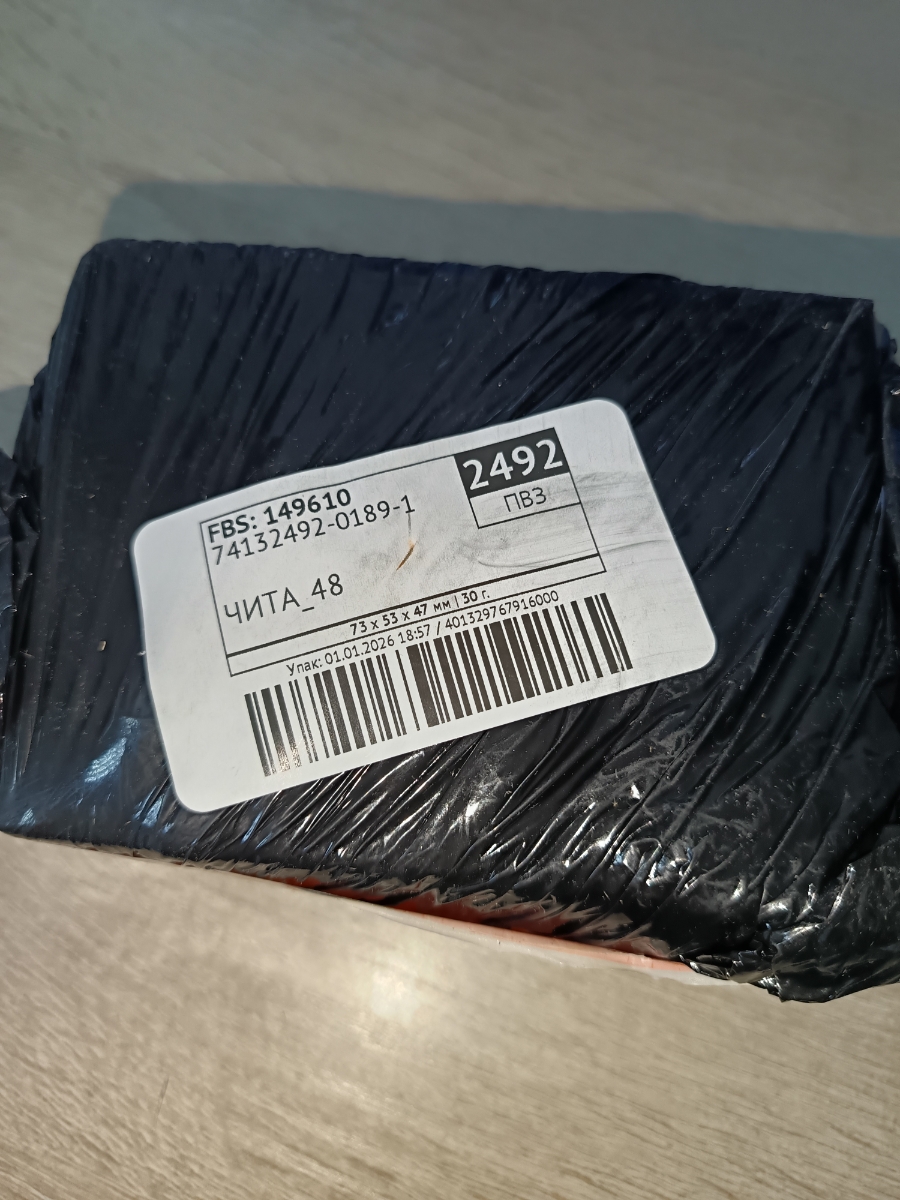 FBS: 149610
74132492-0189-1
2492
ПВЗ
ЧИТА_48
73 x 53 x 47 мм | 30 г.
Упак: 01.01.2026 18:57 / 401329767916000